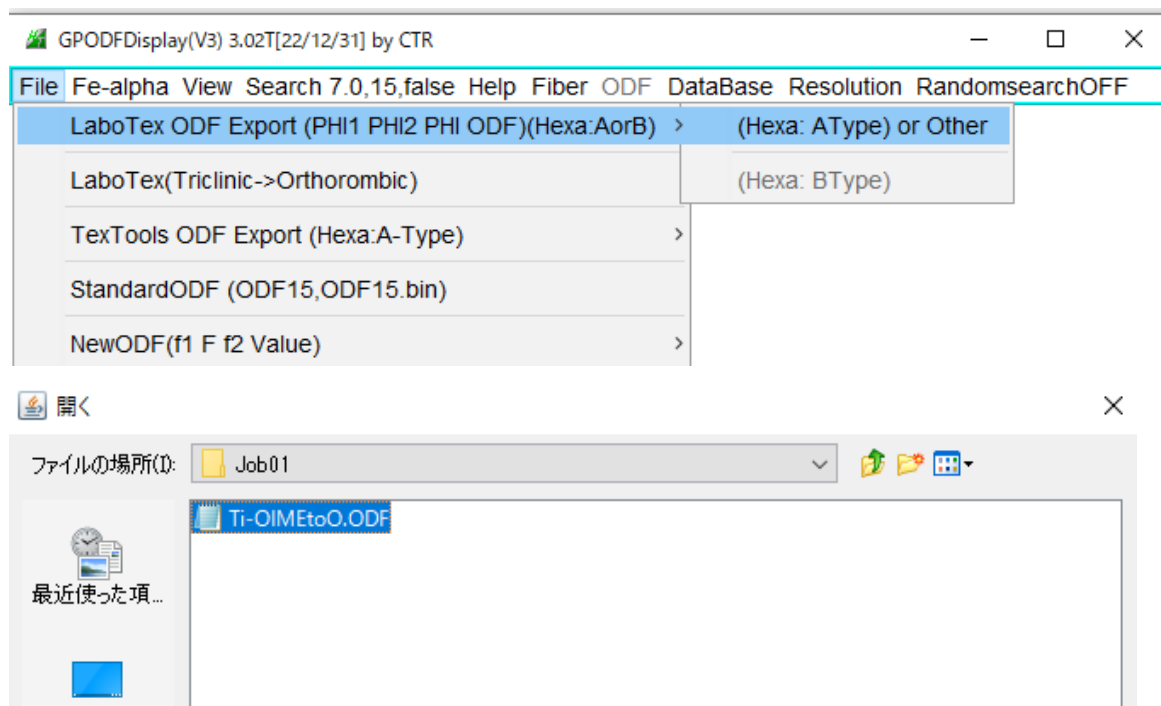 GPODFDisplay(V3) 3.02T[22/12/31] by CTR
File Fe-alpha View Search 7.0,15,false Help Fiber ODF DataBase Resolution RandomsearchOFF
LaboTex ODF Export (PHI1 PHI2 PHI ODF)(Hexa:AorB) > (Hexa: AType) or Other
LaboTex(Triclinic->Orthorombic) (Hexa: BType)
TexTools ODF Export (Hexa:A-Type) >
StandardODF (ODF15,ODF15.bin)
NewODF(f1 F f2 Value) >
開く
ファイルの場所(I): Job01
Ti-OIMEtoO.ODF
最近使った項...